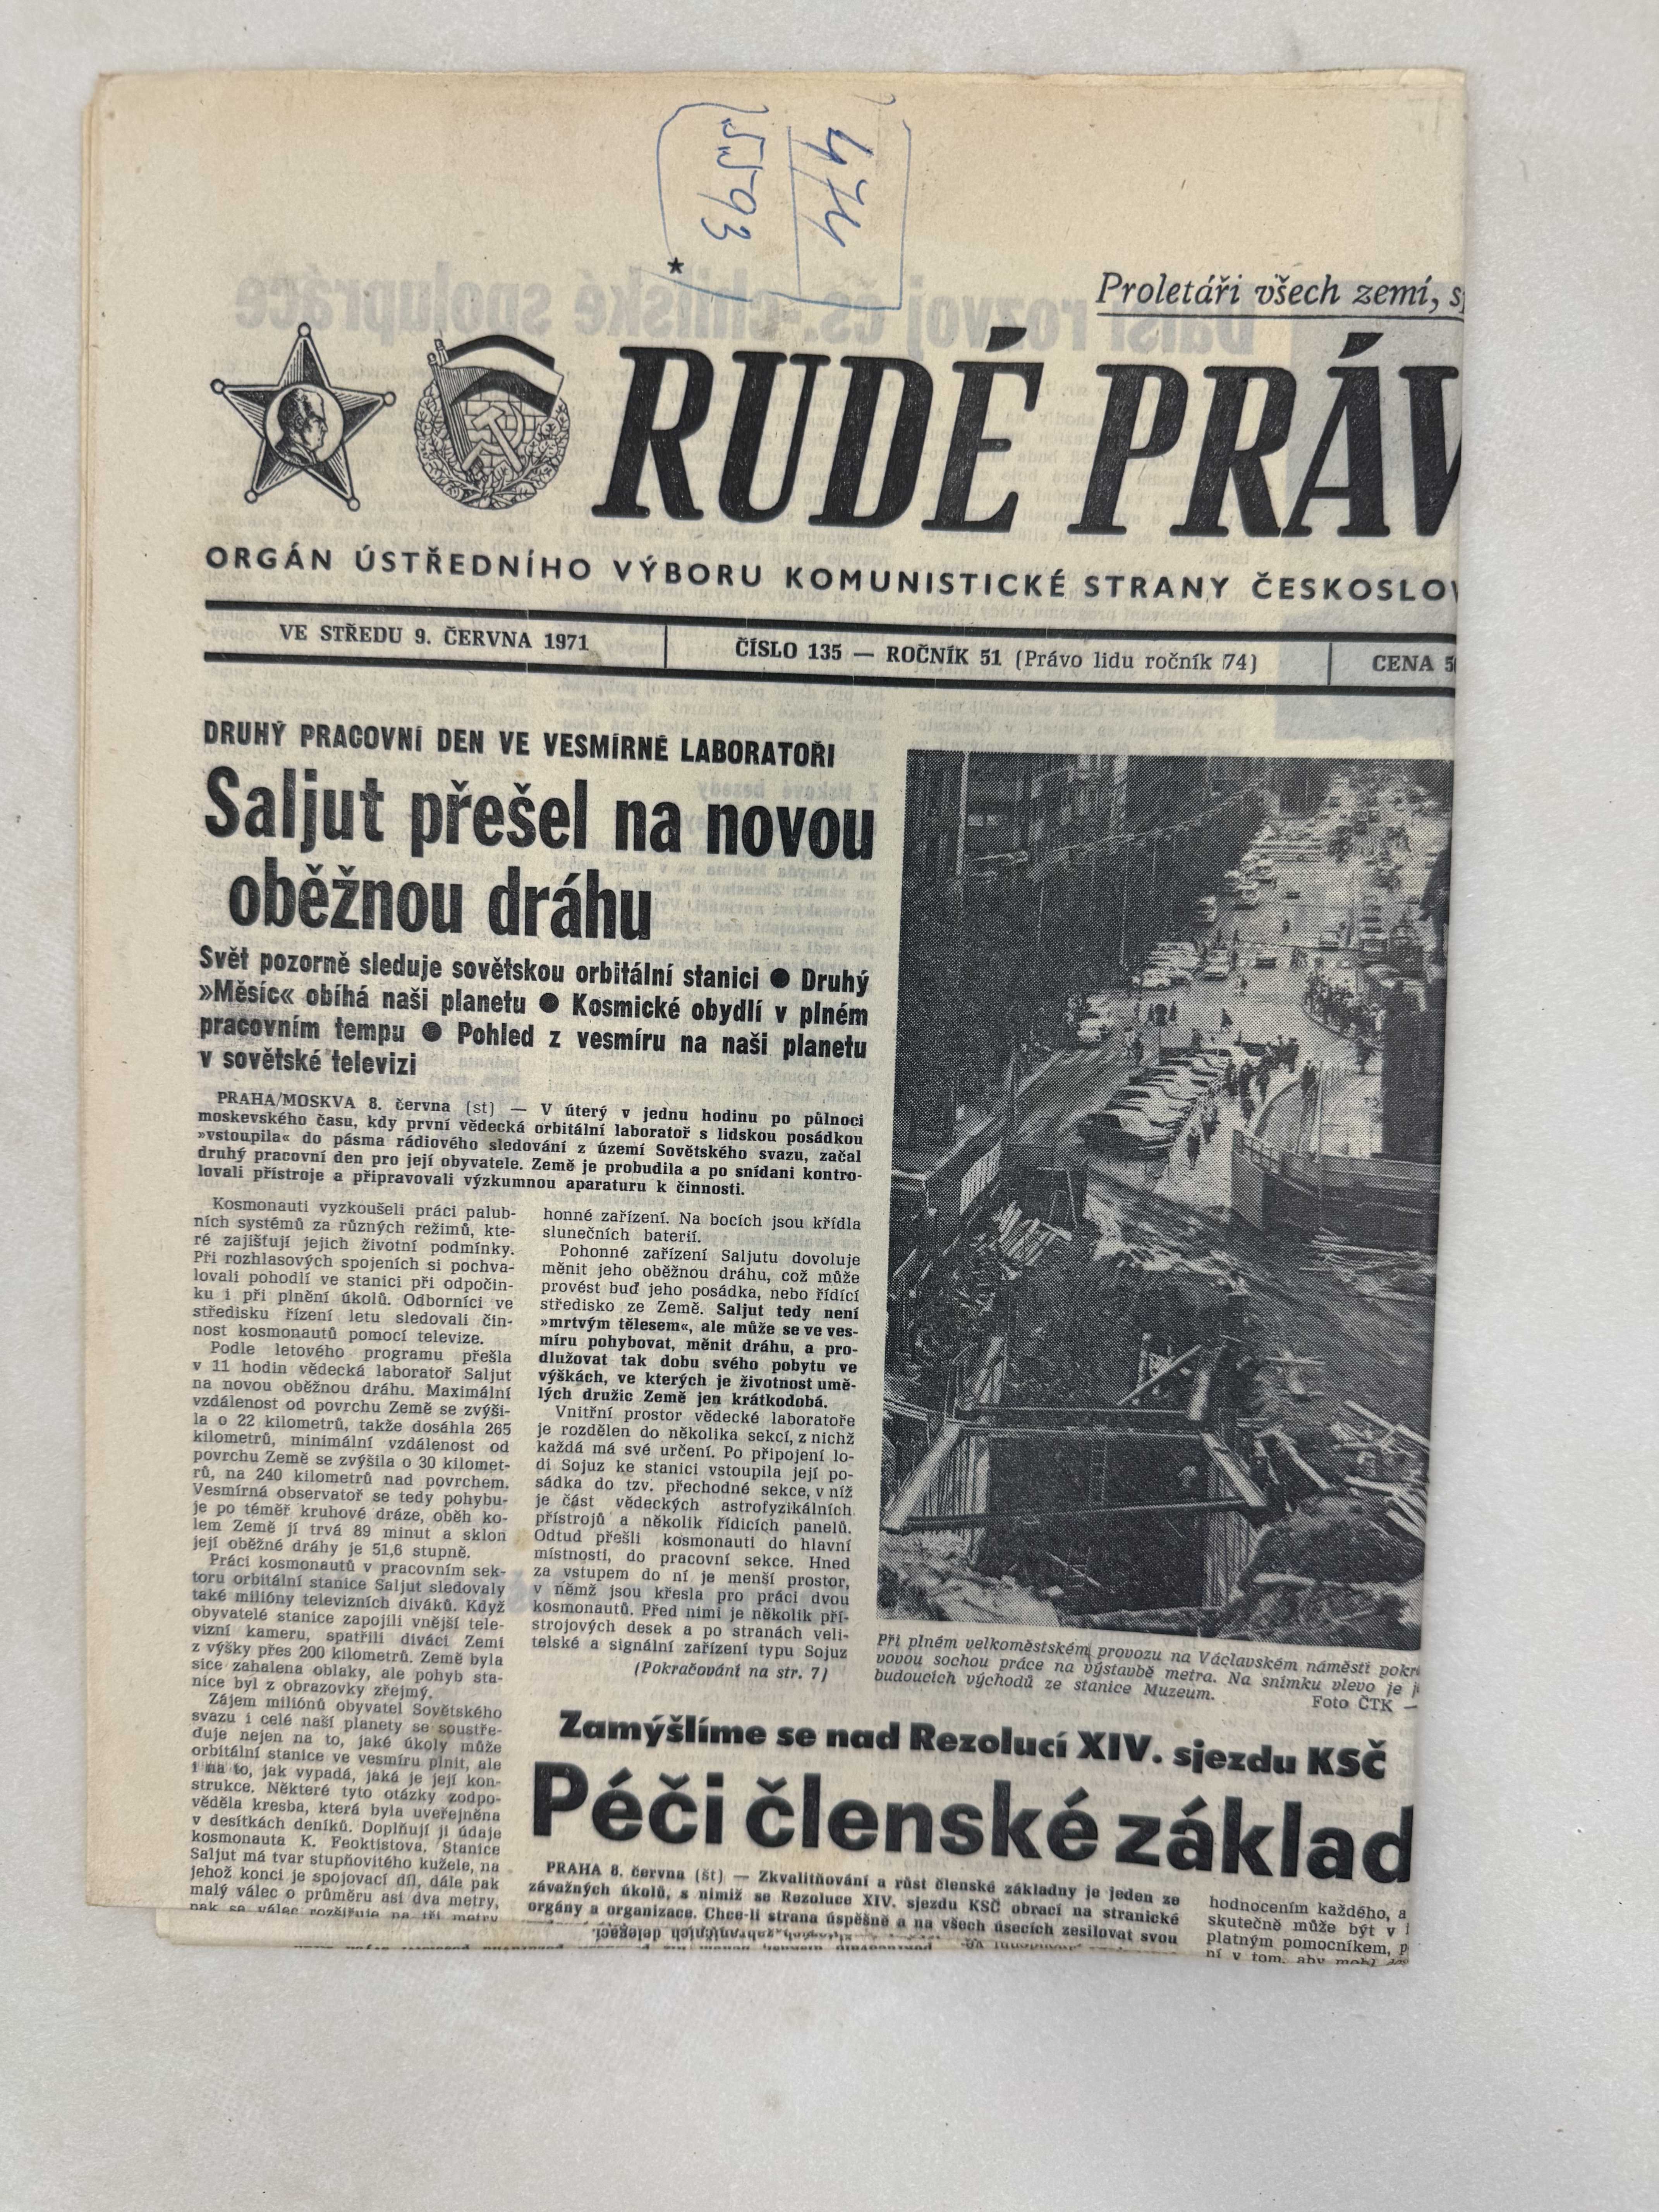 474
5593
*
Proletáři všech zemí,
RUDÉ PRÁV
ORGÁN ÚSTŘEDNÍHO VÝBORU KOMUNISTICKÉ STRANY ČESKOSLOV
VE STŘEDU 9. ČERVNA 1971
ČÍSLO 135 — ROČNÍK 51 (Právo lidu ročník 74)
CENA 5
DRUHÝ PRACOVNÍ DEN VE VESMÍRNÉ LABORATOŘI
Saljut přešel na novou
oběžnou dráhu
Svět pozorně sleduje sovětskou orbitální stanici ● Druhý
»Měsíc« obíhá naši planetu ● Kosmické obydlí v plném
pracovním tempu ● Pohled z vesmíru na naši planetu
v sovětské televizi
PRAHA/MOSKVA 8. června (st) — V úterý v jednu hodinu po půlnoci
moskevského času, kdy první vědecká orbitální laboratoř s lidskou posádkou
»vstoupila« do pásma rádiového sledování z území Sovětského svazu, začal
druhý pracovní den pro její obyvatele. Země je probudila a po snídani kontro-
lovali přístroje a připravovali výzkumnou aparaturu k činnosti.
Kosmonauti vyzkoušeli práci palub-
ních systémů za různých režimů, kte-
ré zajišťují jejich životní podmínky.
Při rozhlasových spojeních si pochva-
lovali pohodlí ve stanici při odpočin-
ku i při plnění úkolů. Odborníci ve
středisku řízení letu sledovali čin-
nost kosmonautů pomocí televize.
Podle letového programu přešla
v 11 hodin vědecká laboratoř Saljut
na novou oběžnou dráhu. Maximální
vzdálenost od povrchu Země se zvýši-
la o 22 kilometrů, takže dosáhla 265
kilometrů, minimální vzdálenost od
povrchu Země se zvýšila o 30 kilomet-
rů, na 240 kilometrů nad povrchem.
Vesmírná observatoř se tedy pohybu-
je po téměř kruhové dráze, oběh ko-
lem Země jí trvá 89 minut a sklon
její oběžné dráhy je 51,6 stupně.
Práci kosmonautů v pracovním sek-
toru orbitální stanice Saljut sledovaly
také milióny televizních diváků. Když
obyvatelé stanice zapojili vnější tele-
vizní kameru, spatřili diváci Zemi
z výšky přes 200 kilometrů. Země byla
sice zahalena oblaky, ale pohyb sta-
nice byl z obrazovky zřejmý.
Zájem miliónů obyvatel Sovětského
svazu i celé naší planety se soustře-
ďuje nejen na to, jaké úkoly může
orbitální stanice ve vesmíru plnit, ale
i na to, jak vypadá, jaká je její kon-
strukce. Některé tyto otázky zodpo-
věděla kresba, která byla uveřejněna
v desítkách deníků. Doplňují ji údaje
kosmonauta K. Feoktistova. Stanice
Saljut má tvar stupňovitého kužele, na
jehož konci je spojovací díl, dále pak
malý válec o průměru asi dva metry,
pak se válec rozšiřuje na tři metry
honné zařízení. Na bocích jsou křídla
slunečních baterií.
Pohonné zařízení Saljutu dovoluje
měnit jeho oběžnou dráhu, což může
provést buď jeho posádka, nebo řídící
středisko ze Země. Saljut tedy není
»mrtvým tělesem«, ale může se ve ves-
míru pohybovat, měnit dráhu, a pro-
dlužovat tak dobu svého pobytu ve
výškách, ve kterých je životnost umě-
lých družic Země jen krátkodobá.
Vnitřní prostor vědecké laboratoře
je rozdělen do několika sekcí, z nichž
každá má své určení. Po připojení lo-
di Sojuz ke stanici vstoupila její po-
sádka do tzv. přechodné sekce, v níž
je část vědeckých astrofyzikálních
přístrojů a několik řídicích panelů.
Odtud přešli kosmonauti do hlavní
místnosti, do pracovní sekce. Hned
za vstupem do ní je menší prostor,
v němž jsou křesla pro práci dvou
kosmonautů. Před nimi je několik pří-
strojových desek a po stranách veli-
telské a signální zařízení typu Sojuz
(Pokračování na str. 7)
Při plném velkoměstském provozu na Václavském náměstí pokr
vovou sochou práce na výstavbě metra. Na snímku vlevo je
budoucích východů ze stanice Muzeum.
Foto ČTK —
Zamýšlíme se nad Rezolucí XIV. sjezdu KSČ
Péči členské základ
PRAHA 8. června (št) — Zkvalitňování a růst členské základny je jeden ze
závažných úkolů, s nimiž se Rezoluce XIV. sjezdu KSČ obrací na stranické
orgány a organizace. Chce-li strana úspěšně a na všech úsecích zesilovat svou
hodnocením každého, a
skutečně může být v
platným pomocníkem, p
ní v tom, aby mohl